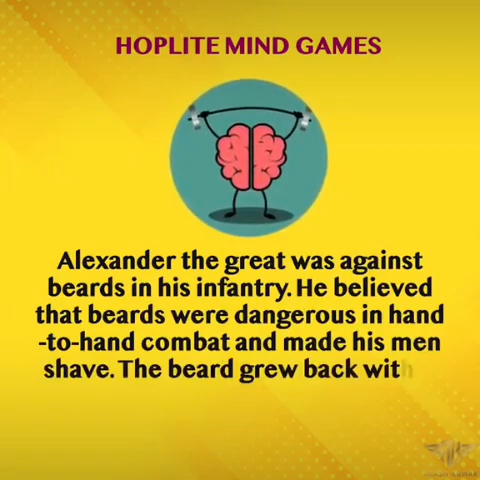 HOPLITE MIND GAMES
Alexander the great was against
beards in his infantry. He believed
that beards were dangerous in hand
-to-hand combat and made his men
shave. The beard grew back with